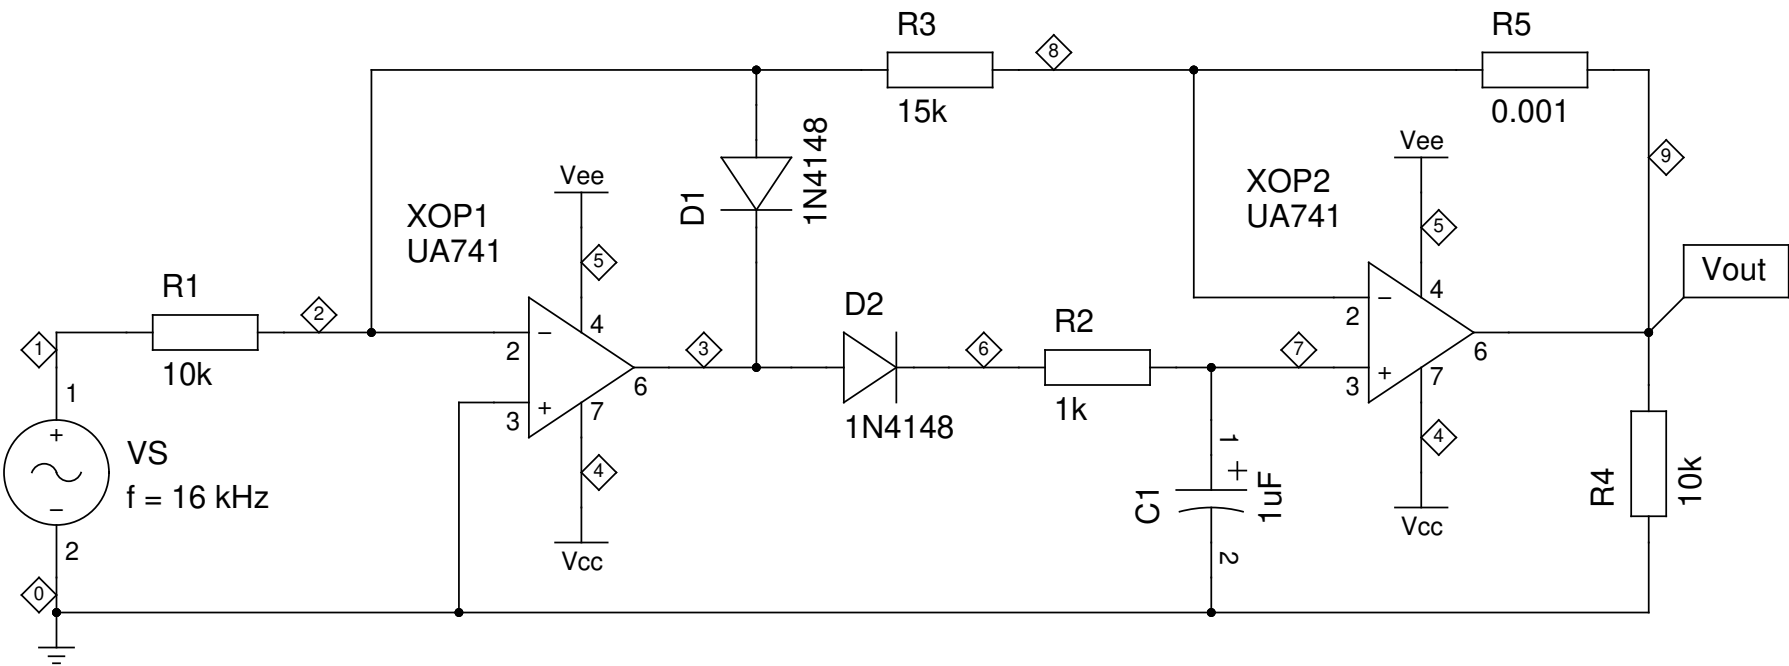 R3
8
R5
15k
0.001
Vee
9
1N4148
D1
Vee
XOP2
UA741
XOP1
UA741
5
5
Vout
R1
2
4
D2
R2
4
−
−
1
10k
2
3
6
7
2
6
6
1
+
3
7
+
3
7
1N4148
1k
4
+
VS
4
1
+
C1
1uF
R4
10k
f = 16 kHz
−
Vcc
Vcc
2
2
0